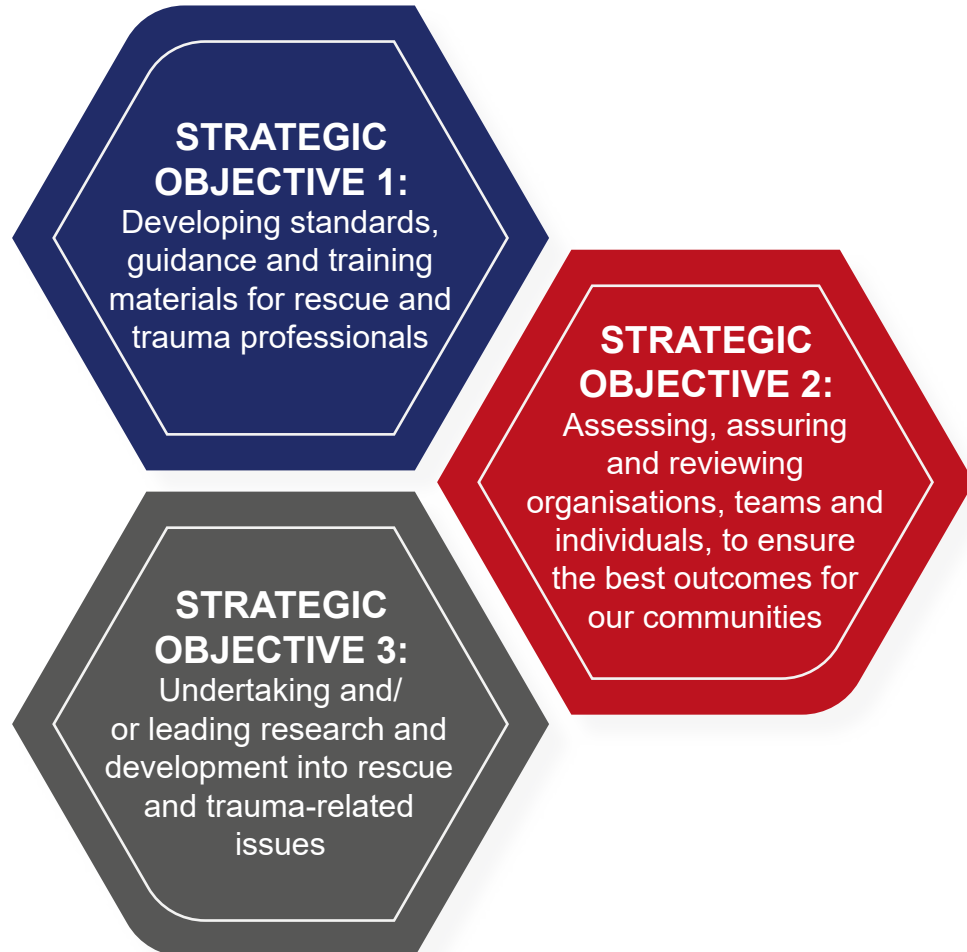 STRATEGIC
OBJECTIVE 1:
Developing standards,
guidance and training
materials for rescue and
trauma professionals
STRATEGIC
OBJECTIVE 2:
Assessing, assuring
and reviewing
organisations, teams and
individuals, to ensure
the best outcomes for
our communities
STRATEGIC
OBJECTIVE 3:
Undertaking and/
or leading research and
development into rescue
and trauma-related
issues